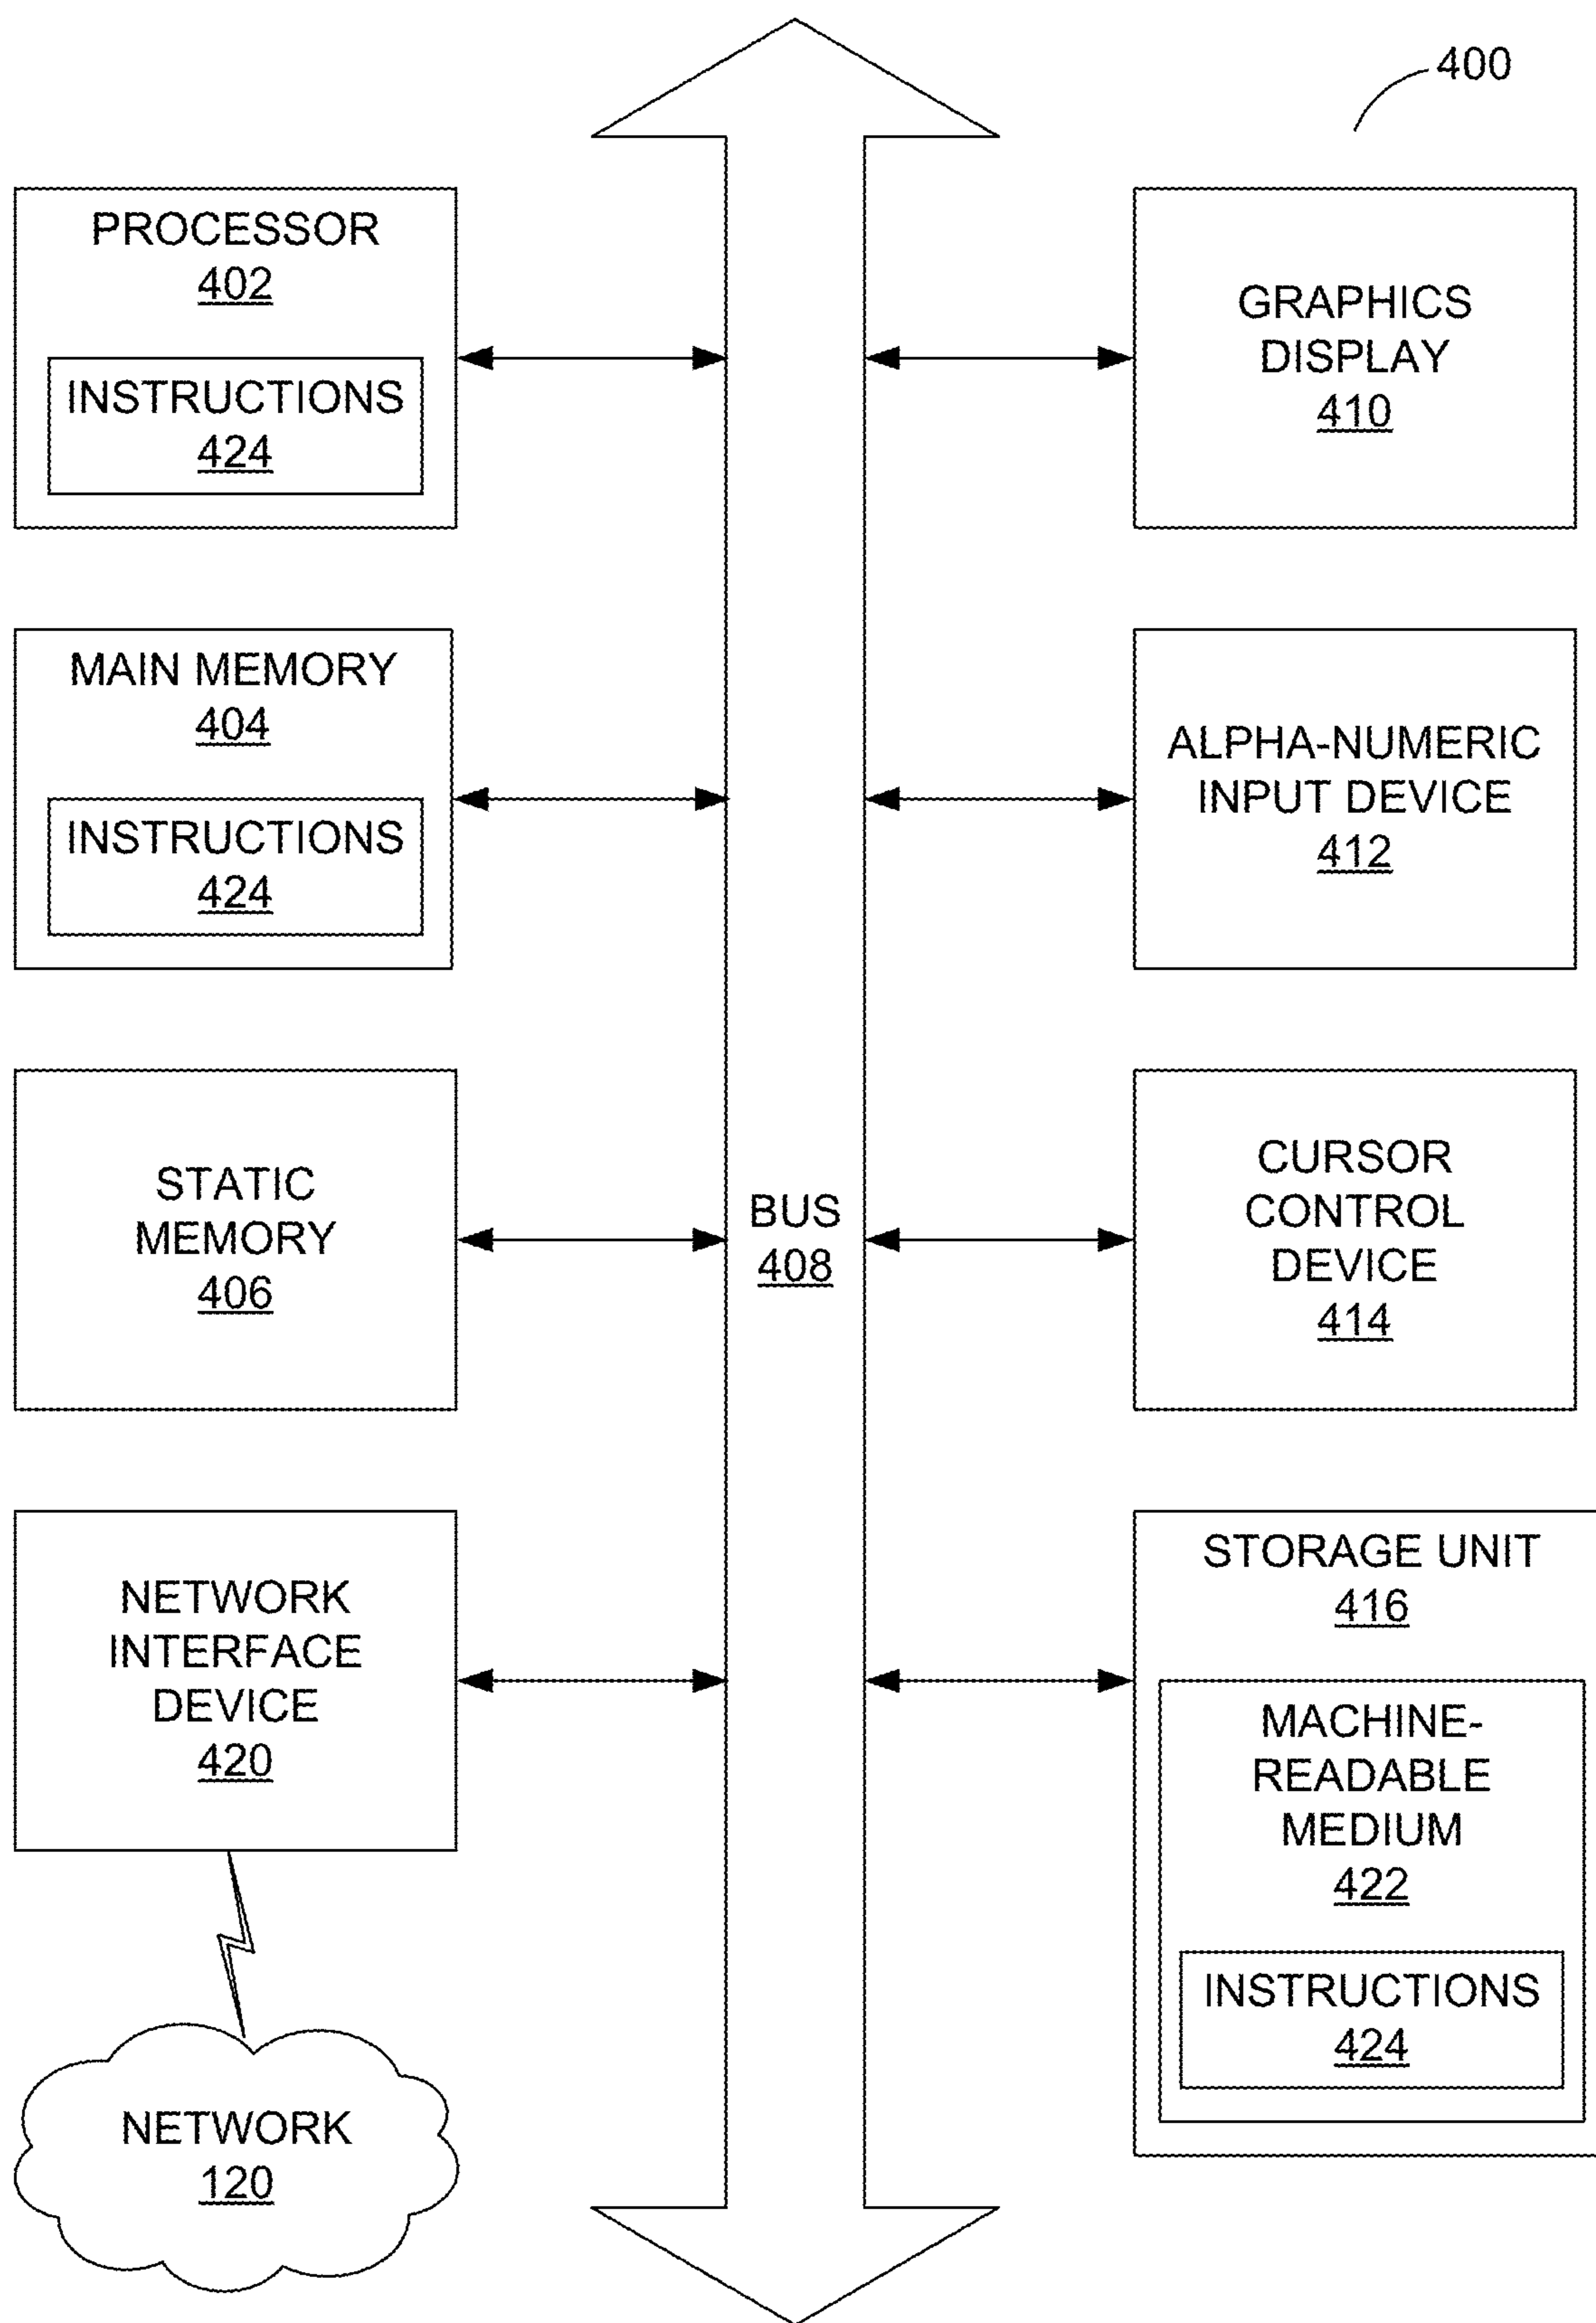 400
PROCESSOR
402
INSTRUCTIONS
424
GRAPHICS
DISPLAY
410
MAIN MEMORY
404
INSTRUCTIONS
424
ALPHA-NUMERIC
INPUT DEVICE
412
STATIC
MEMORY
406
BUS
408
CURSOR
CONTROL
DEVICE
414
NETWORK
INTERFACE
DEVICE
420
STORAGE UNIT
416
MACHINE-
READABLE
MEDIUM
422
INSTRUCTIONS
424
NETWORK
120